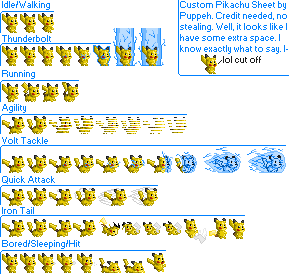 Idle/Walking
Thunderbolt
Running
Agility
Volt Tackle
Quick Attack
Iron Tail
Bored/Sleeping/Hit
Custom Pikachu Sheet by
Puppeh. Credit needed, no
stealing. Well, it looks like I
have some extra space. I
know exactly what to say. I-
lol cut off